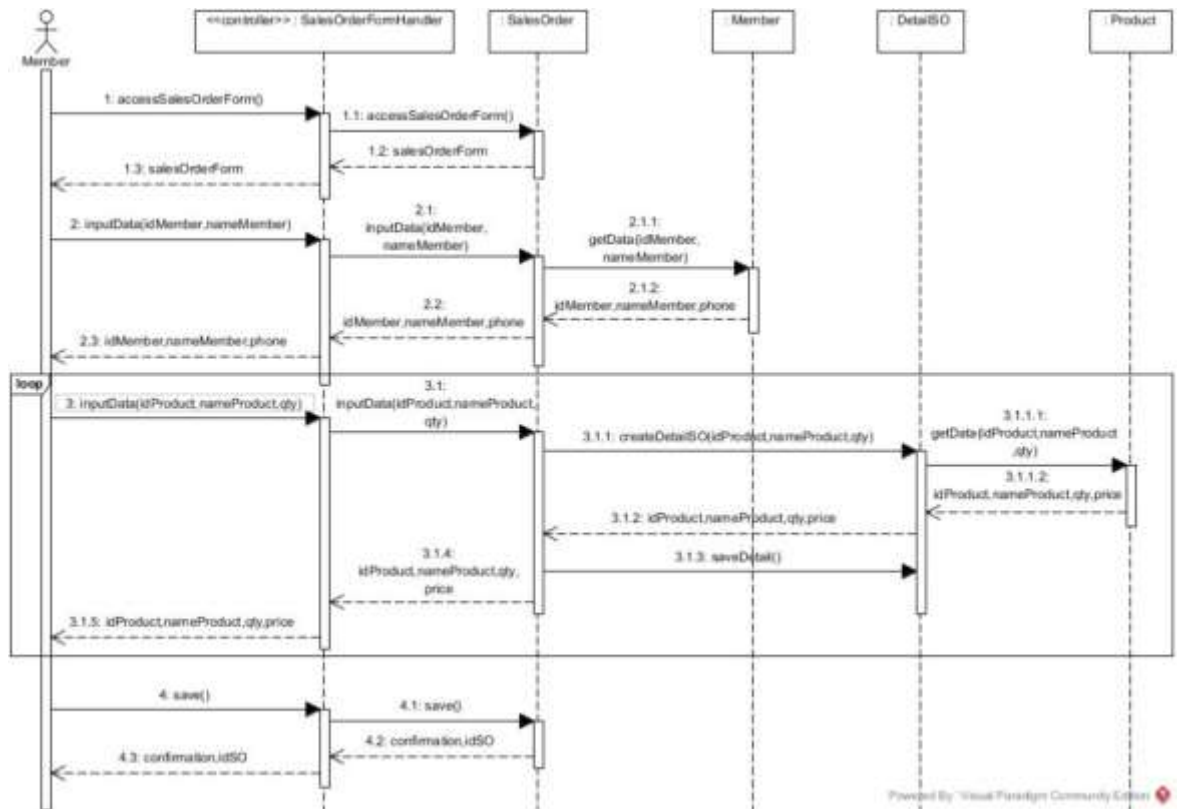 <<controller>> : SalesOrderFormHandler
: SalesOrder
: Member
: DetailSO
: Product
Member
1: accessSalesOrderForm()
1.1: accessSalesOrderForm()
1.2: salesOrderForm
1.3: salesOrderForm
2: inputData(idMember,nameMember)
2.1:
inputData(idMember,
nameMember)
2.1.1:
getData(idMember,
nameMember)
2.1.2:
idMember,nameMember,phone
2.2:
idMember,nameMember,phone
2.3: idMember,nameMember,phone
loop
3: inputData(idProduct,nameProduct,qty)
3.1:
inputData(idProduct,nameProduct,
qty)
3.1.1: createDetailSO(idProduct,nameProduct,qty)
3.1.1.1:
getData(idProduct,nameProduct
,qty)
3.1.1.2:
idProduct,nameProduct,qty,price
3.1.2: idProduct,nameProduct,qty,price
3.1.3: saveDetail()
3.1.4:
idProduct,nameProduct,qty,
price
3.1.5: idProduct,nameProduct,qty,price
4: save()
4.1: save()
4.2: confirmation,idSO
4.3: confirmation,idSO
Powered By Visual Paradigm Community Edition